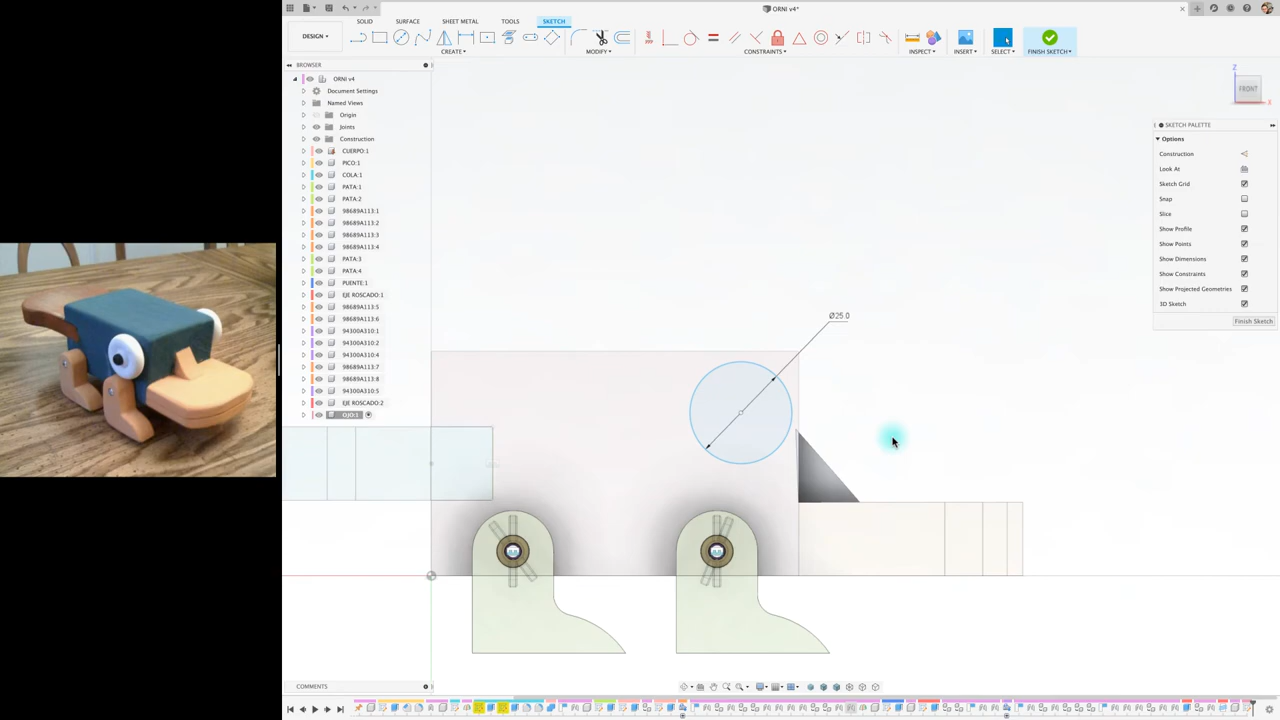 ORNI v4*
DESIGN
SOLID
SURFACE
SHEET METAL
TOOLS
SKETCH
CREATE
MODIFY
CONSTRAINTS
INSPECT
INSERT
SELECT
FINISH SKETCH
BROWSER
ORNI v4
Document Settings
Named Views
Origin
Joints
Construction
CUERPO:1
PICO:1
COLA:1
PATA:1
PATA:2
98689A113:1
98689A113:2
98689A113:3
98689A113:4
PATA:3
PATA:4
PUENTE:1
EJE ROSCADO:1
98689A113:5
98689A113:6
94300A310:1
94300A310:2
94300A310:4
98689A113:7
98689A113:8
94300A310:5
EJE ROSCADO:2
OJO:1
Ø25.0
Z
FRONT
X
SKETCH PALETTE
Options
Construction
Look At
Sketch Grid
Snap
Slice
Show Profile
Show Points
Show Dimensions
Show Constraints
Show Projected Geometries
3D Sketch
Finish Sketch
COMMENTS